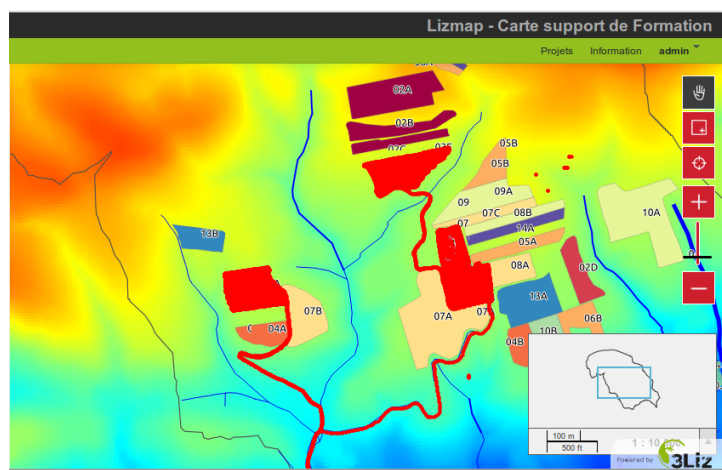 Lizmap - Carte support de Formation
Projets Information admin
02A
02B
02C
05B
05B
09A
09
07C 08B
07
14A
05A
10A
13B
08A
02D
13A
07B
07A
04A
06B
10B
04B
100 m
500 ft
1 : 10 000
Powered by 3Liz